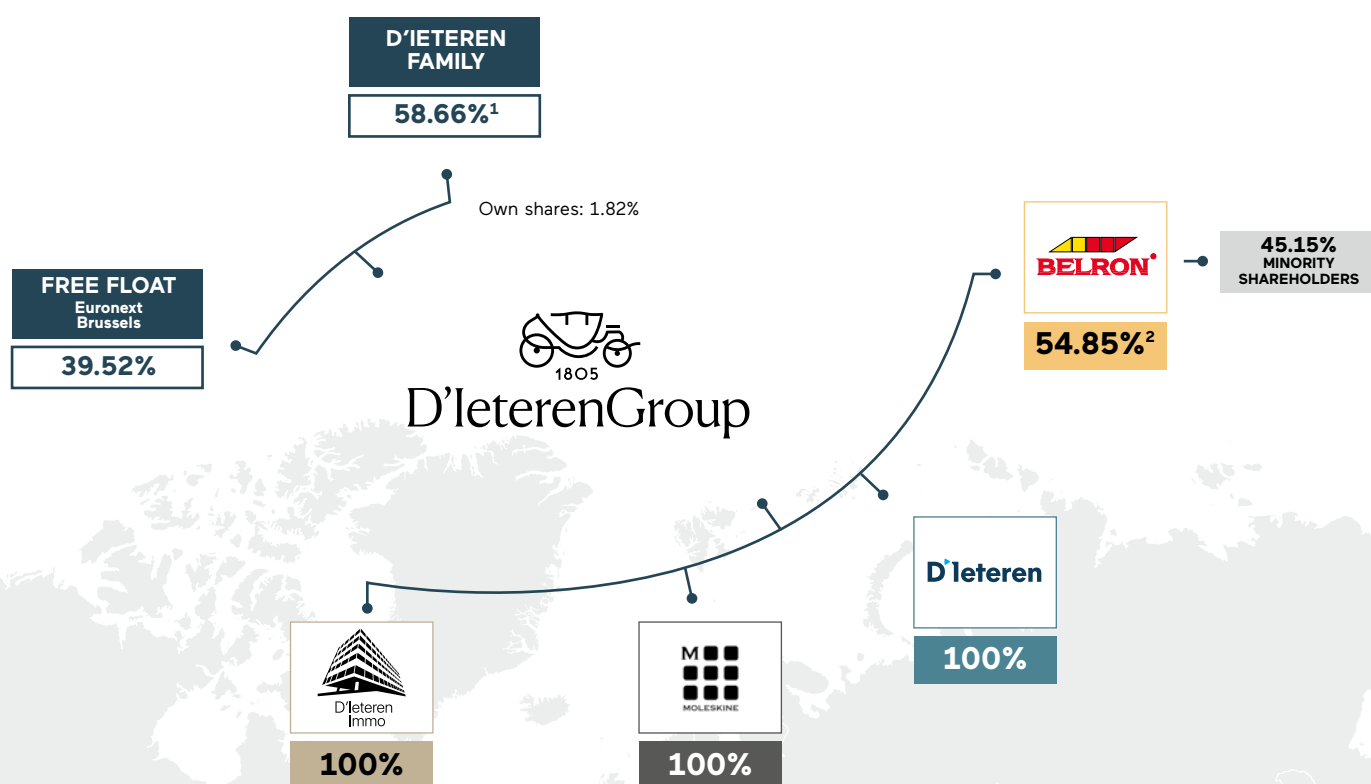 D'IETEREN
FAMILY
58.66%¹
Own shares: 1.82%
FREE FLOAT
Euronext
Brussels
39.52%
1805
D'IeterenGroup
BELRON
54.85%²
45.15%
MINORITY
SHAREHOLDERS
D'Ieteren
100%
D'Ieteren
Immo
100%
M
MOLESKINE
100%